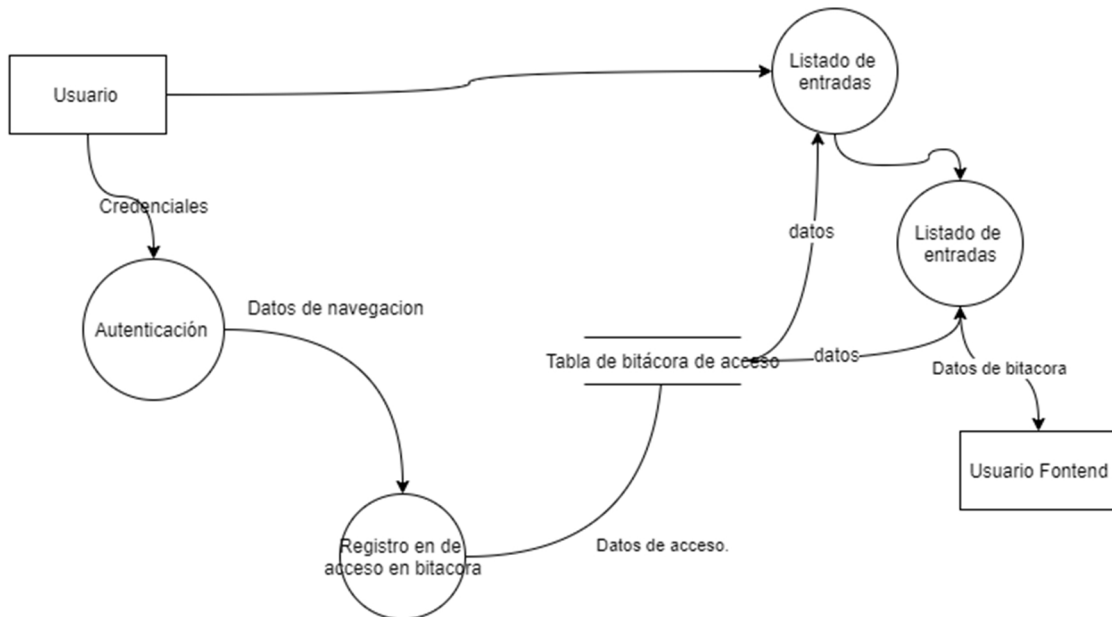 Listado de
entradas
Usuario
Credenciales
datos
Listado de
entradas
Datos de navegacion
Autenticación
Tabla de bitácora de acceso
datos
Datos de bitacora
Usuario Fontend
Registro en de
acceso en bitacora
Datos de acceso.